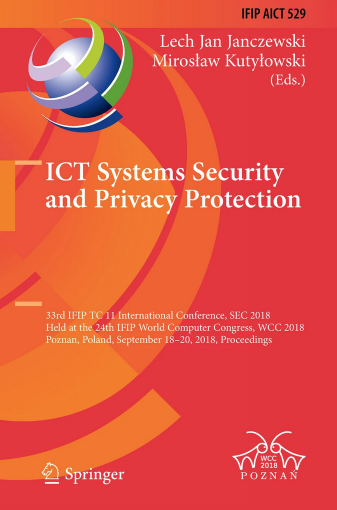 IFIP AICT 529
Lech Jan Janczewski
Mirosław Kutyłowski
(Eds.)
ICT Systems Security
and Privacy Protection
33rd IFIP TC 11 International Conference, SEC 2018
Held at the 24th IFIP World Computer Congress, WCC 2018
Poznan, Poland, September 18–20, 2018, Proceedings
Springer
WCC
2018
POZNAŃ